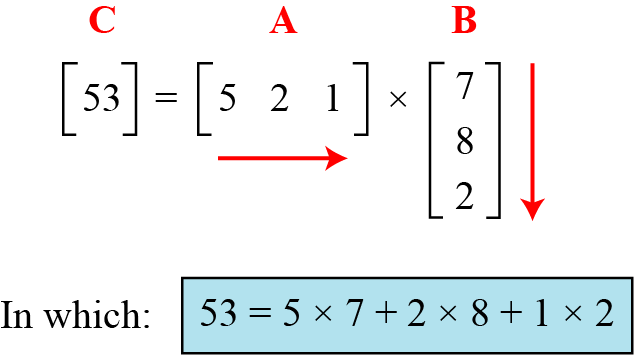 C A B
[53] = [5 2 1] × [7
8
2]
In which: 53 = 5 × 7 + 2 × 8 + 1 × 2